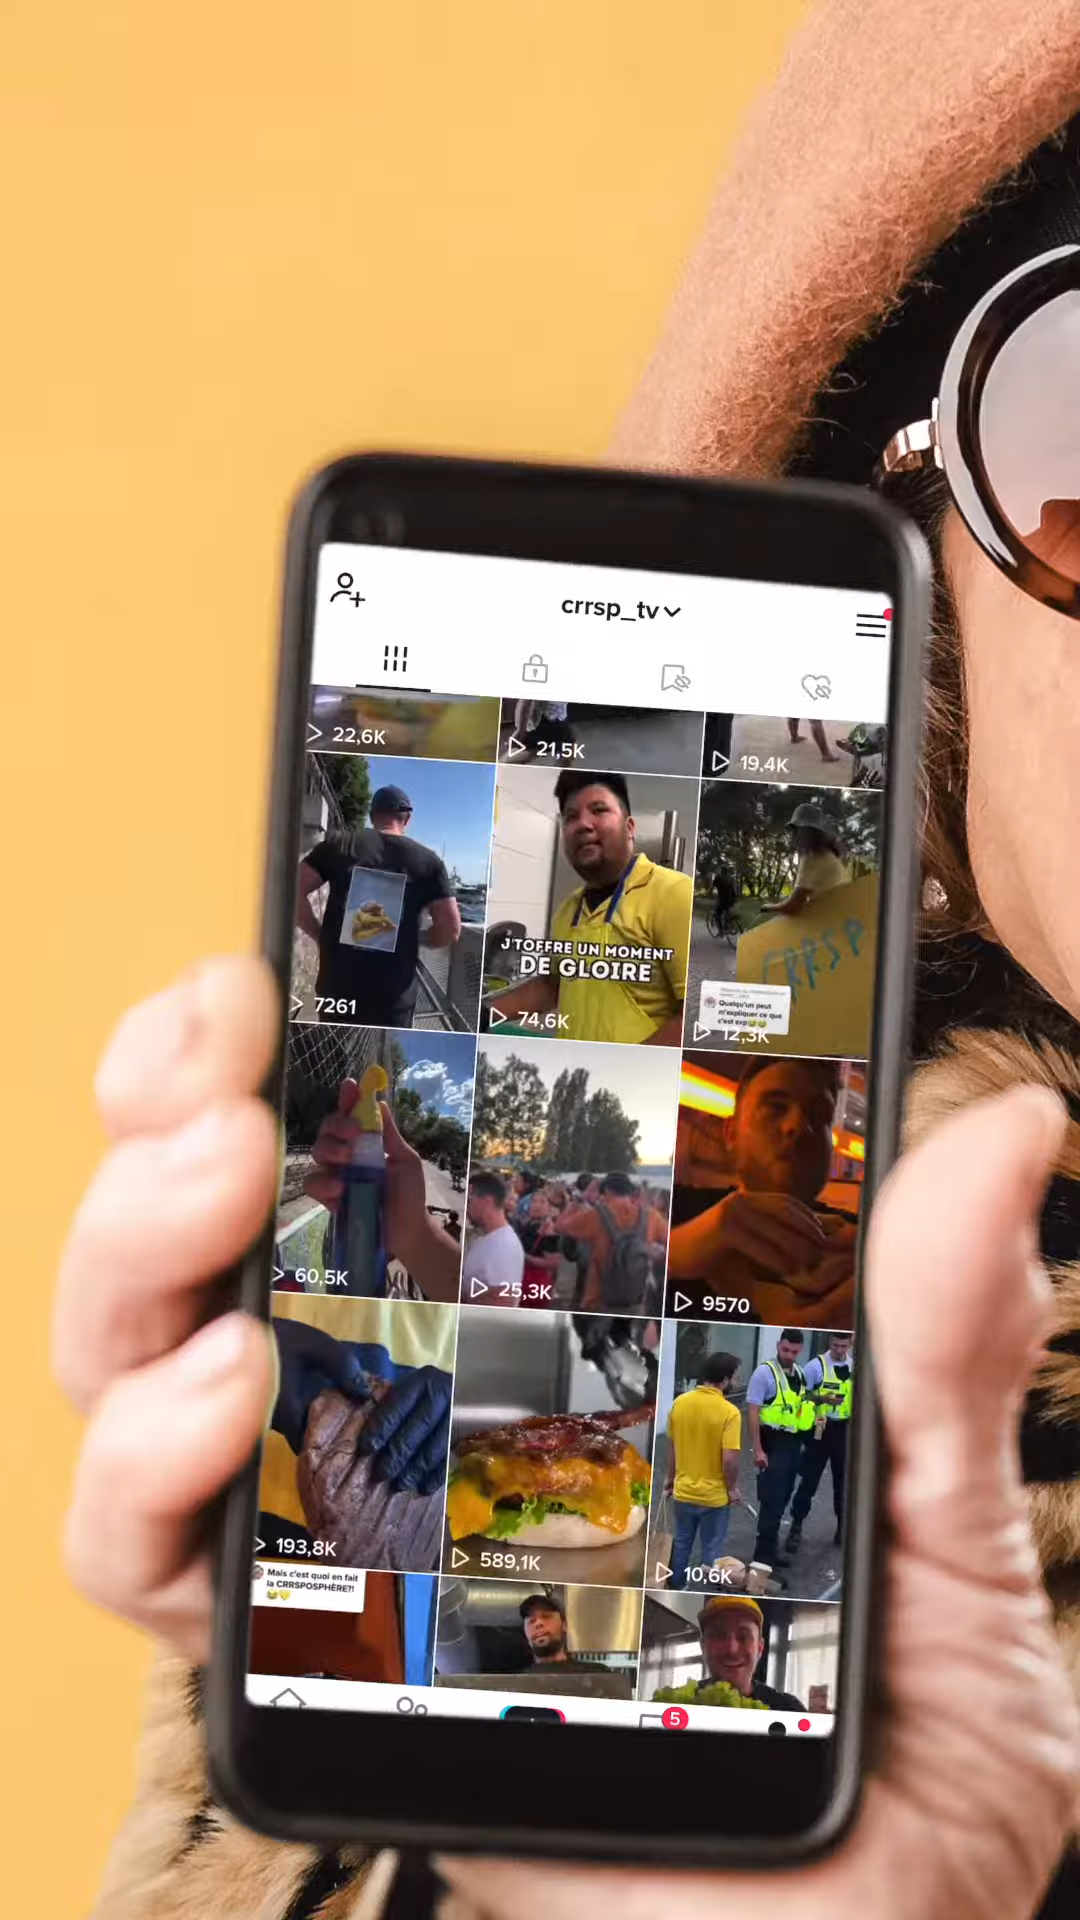 crrsp_tv
22,6K
21,5K
19,4K
7261
J'TOFFRE UN MOMENT
DE GLOIRE
74,6K
CRRSP
Quelqu'un peut
m'expliquer ce que
c'est svp😂😂
12,3K
60,5K
25,3K
9570
193,8K
589,1K
10,6K
Mais c'est quoi en fait
la CRRSPOSPHÈRE?!
😂💛
5